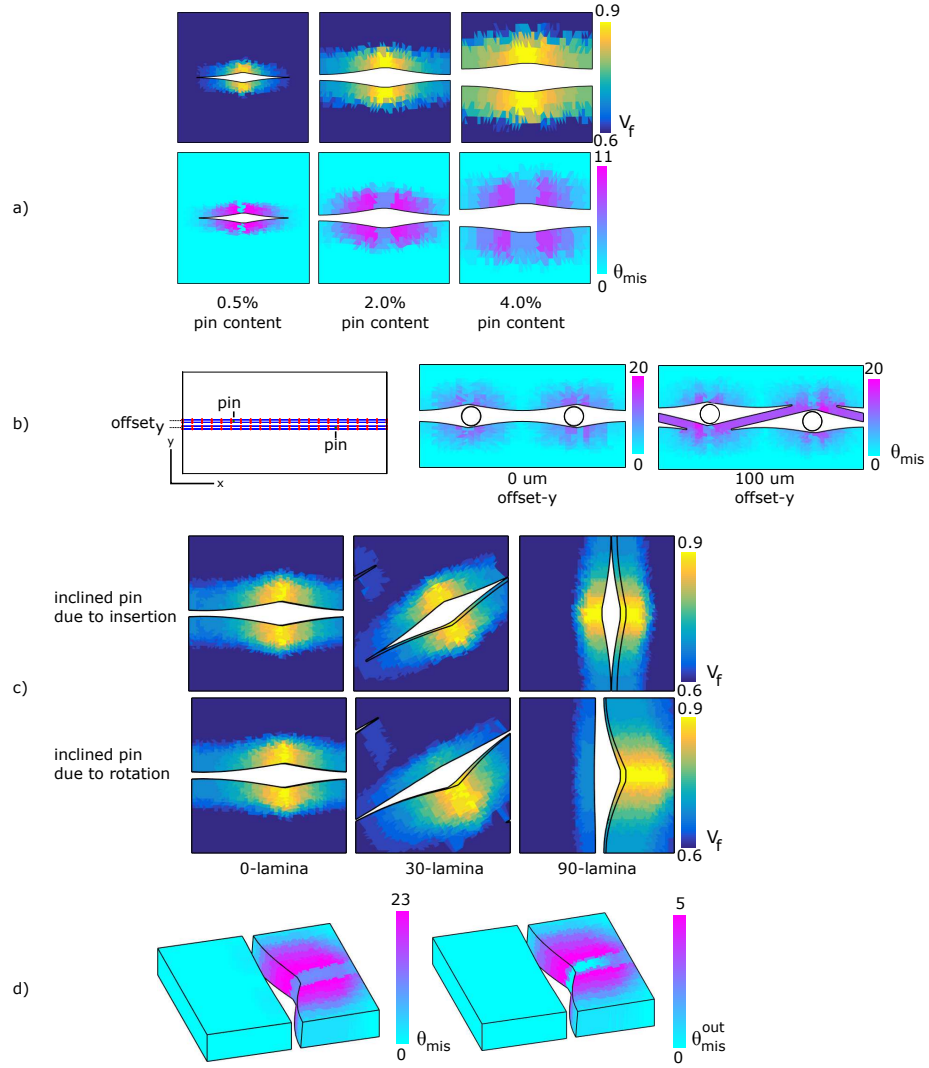 a)
0.9
V_f
0.6
11
θ_mis
0
0.5% pin content
2.0% pin content
4.0% pin content
b)
offset_y
pin
pin
y
x
20
0
0 um offset-y
20
θ_mis
0
100 um offset-y
c)
inclined pin due to insertion
0.9
V_f
0.6
inclined pin due to rotation
0.9
V_f
0.6
0-lamina
30-lamina
90-lamina
d)
23
θ_mis
0
5
θ_mis^out
0